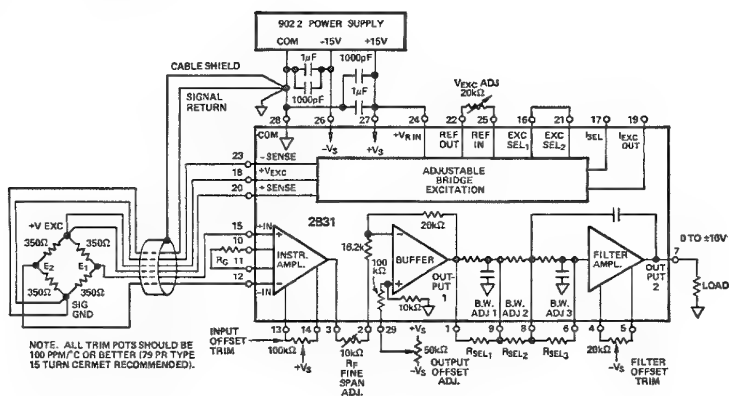 902 2 POWER SUPPLY
COM -15V +15V
CABLE SHIELD
SIGNAL RETURN
1μF
1000pF
1000pF
1μF
VEXC ADJ
20kΩ
28 26 27 24 22 25 16 21 17 19
COM
-VS
+VS
+VR IN
REF OUT
REF IN
EXC SEL1
EXC SEL2
ISEL
IEXC OUT
23 - SENSE
18 +VEXC
20 + SENSE
ADJUSTABLE BRIDGE EXCITATION
2B31
+V EXC
350Ω 350Ω
E2 E1
350Ω 350Ω
SIG GND
15 +IN
10
RG
11
12
-IN
INSTR. AMPL.
20kΩ
16.2k
100 kΩ
BUFFER
10kΩ
OUTPUT 1
B.W. ADJ 1
B.W. ADJ 2
B.W. ADJ 3
FILTER AMPL.
OUTPUT 2
7
0 TO ±10V
LOAD
13 14 3 2 29 1 9 8 6 4 5
INPUT OFFSET TRIM
100kΩ
+VS
10kΩ
RF FINE SPAN ADJ.
+VS
50kΩ
-VS
OUTPUT OFFSET ADJ.
RSEL1
RSEL2
RSEL3
20kΩ
-VS
FILTER OFFSET TRIM
NOTE. ALL TRIM POTS SHOULD BE
100 PPM/°C OR BETTER (79 PR TYPE
15 TURN CERMET RECOMMENDED).